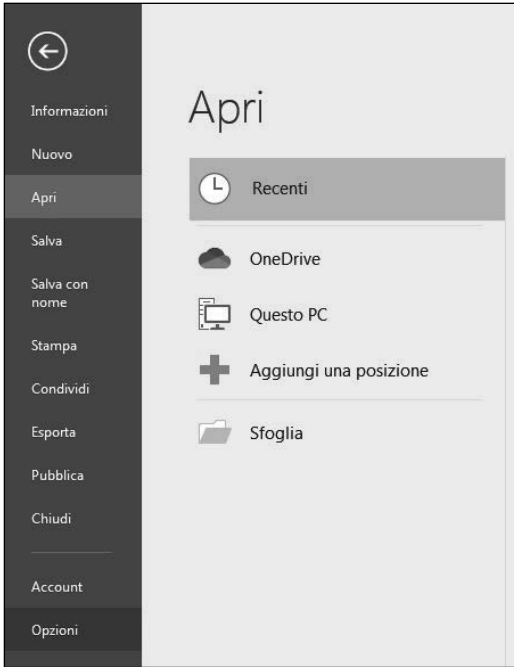 Informazioni
Nuovo
Apri
Salva
Salva con
nome
Stampa
Condividi
Esporta
Pubblica
Chiudi
Account
Opzioni
Apri
Recenti
OneDrive
Questo PC
Aggiungi una posizione
Sfoglia